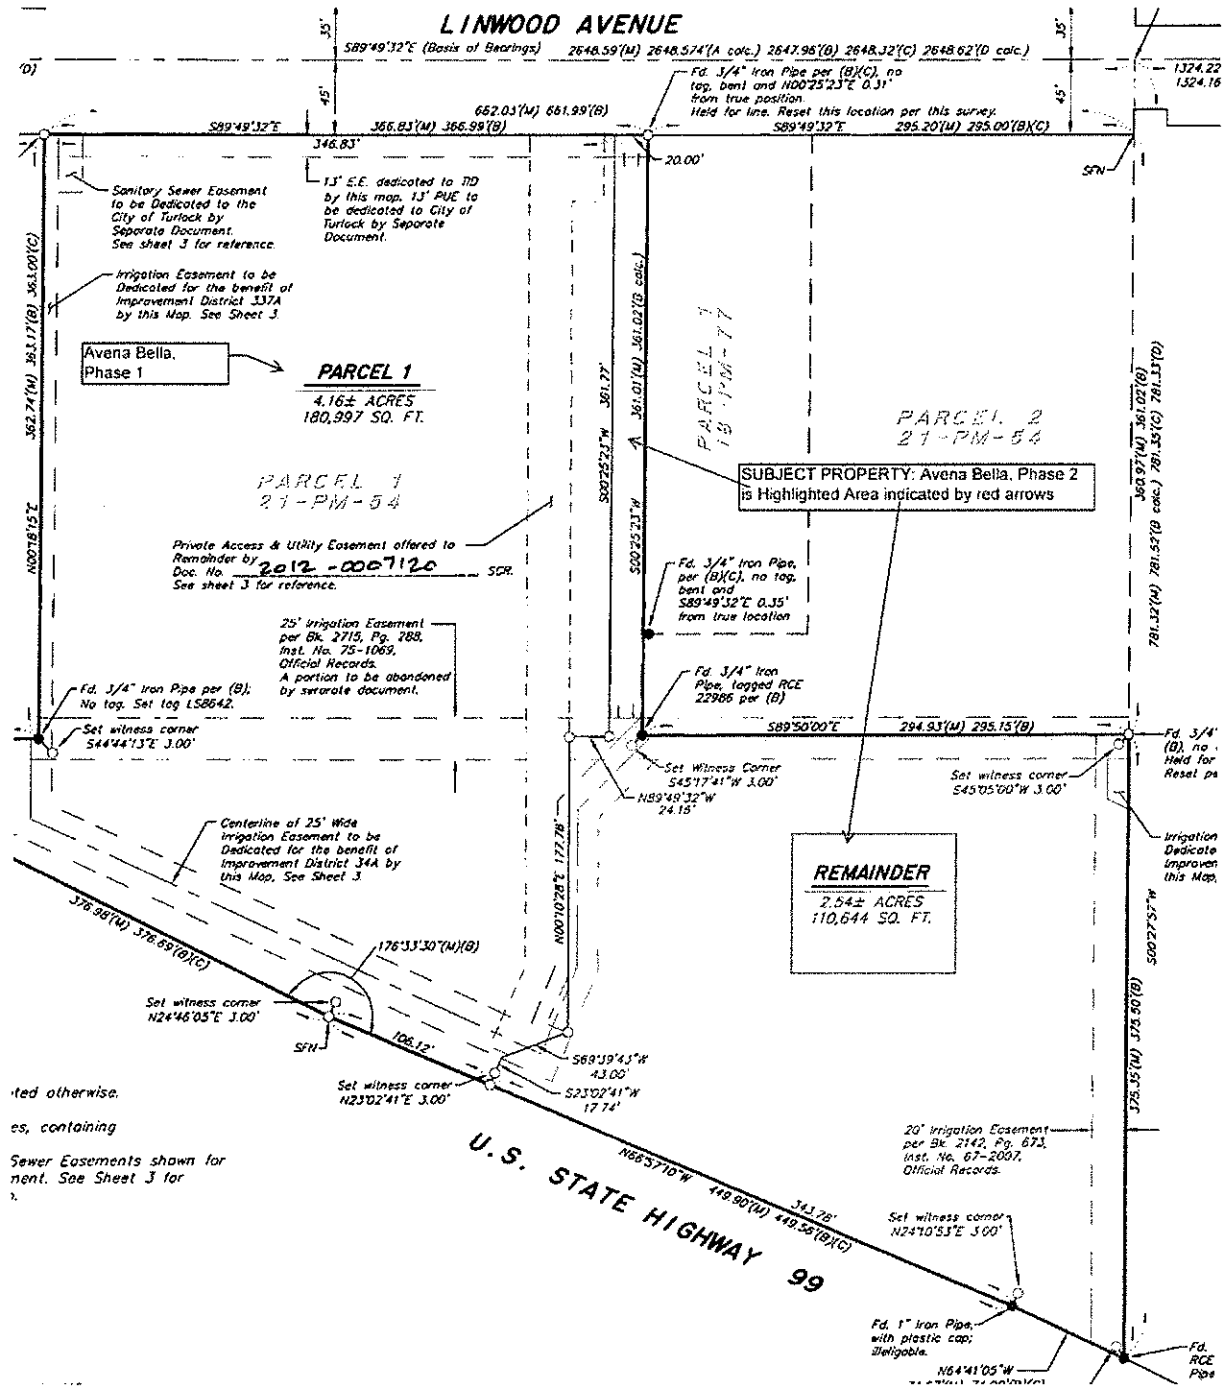 LINWOOD AVENUE
S89°49'32"E (Basis of Bearings) 2648.59'(M) 2648.574'(A calc.) 2647.96'(B) 2648.32'(C) 2648.62'(D calc.)
35'
35'
45'
45'
(D)
1324.22
1324.16
Fd. 3/4" Iron Pipe per (B)(C), no
tag, bent and N00°25'23"E 0.31'
from true position.
Held for line. Reset this location per this survey.
662.03'(M) 661.99'(B)
S89°49'32"E
366.83'(M) 366.99'(B)
S89°49'32"E
295.20'(M) 295.00'(B)(C)
346.83'
20.00'
SFN
Sanitary Sewer Easement
to be Dedicated to the
City of Turlock by
Separate Document.
See sheet 3 for reference.
13' E.E. dedicated to TID
by this map. 13' PUE to
be dedicated to City of
Turlock by Separate
Document.
Irrigation Easement to be
Dedicated for the benefit of
Improvement District 337A
by this Map. See Sheet 3.
N00°18'15"E
362.74'(M) 363.17'(B) 363.00'(C)
Avena Bella,
Phase 1
PARCEL 1
4.16± ACRES
180,997 SQ. FT.
PARCEL 1
21-PM-54
S00°25'23"W 361.77'
S00°25'23"W
361.01'(M) 361.02'(B calc.)
PARCEL 1
18-PM-77
PARCEL 2
21-PM-54
360.97'(M) 361.02'(B)
781.32'(M) 781.52'(B calc.) 781.35'(C) 781.33'(D)
SUBJECT PROPERTY: Avena Bella, Phase 2
is Highlighted Area indicated by red arrows
Private Access & Utility Easement offered to
Remainder by
Doc. No. 2012-0007120 SCR.
See sheet 3 for reference.
Fd. 3/4" Iron Pipe,
per (B)(C), no tag,
bent and
S89°49'32"E 0.35'
from true location
25' Irrigation Easement
per Bk. 2715, Pg. 288,
Inst. No. 75-1069,
Official Records.
A portion to be abandoned
by separate document.
Fd. 3/4" Iron Pipe per (B);
No tag. Set tag LS8642.
Set witness corner
S44°44'13"E 3.00'
Fd. 3/4" Iron
Pipe, tagged RCE
22986 per (B)
S89°50'00"E
294.93'(M) 295.15'(B)
Set Witness Corner
S45°17'41"W 3.00'
N89°49'32"W
24.16'
Set witness corner
S45°05'00"W 3.00'
Fd. 3/4"
(B), no
Held for
Reset pe
Centerline of 25' Wide
Irrigation Easement to be
Dedicated for the benefit of
Improvement District 34A by
this Map, See Sheet 3.
N00°10'28"E 177.78'
REMAINDER
2.54± ACRES
110,644 SQ. FT.
Irrigation
Dedicate
Improven
this Map,
S00°27'57"W
375.35'(M) 375.50'(B)
376.98'(M) 376.69'(B)(C)
176°33'30"(M)(B)
Set witness corner
N24°46'05"E 3.00'
SFN
106.12'
S69°39'43"W
43.00'
Set witness corner
N23°02'41"E 3.00'
S23°02'41"W
17.74'
ted otherwise.
es, containing
Sewer Easements shown for
ment. See Sheet 3 for
20' Irrigation Easement
per Bk. 2142, Pg. 673,
Inst. No. 67-2007,
Official Records.
N66°57'10"W 449.90'(M) 449.56'(B)(C)
343.78'
U.S. STATE HIGHWAY 99
Set witness corner
N24°10'53"E 3.00'
Fd. 1" Iron Pipe,
with plastic cap;
illeligable.
N64°41'05"W
Fd.
RCE
Pipe